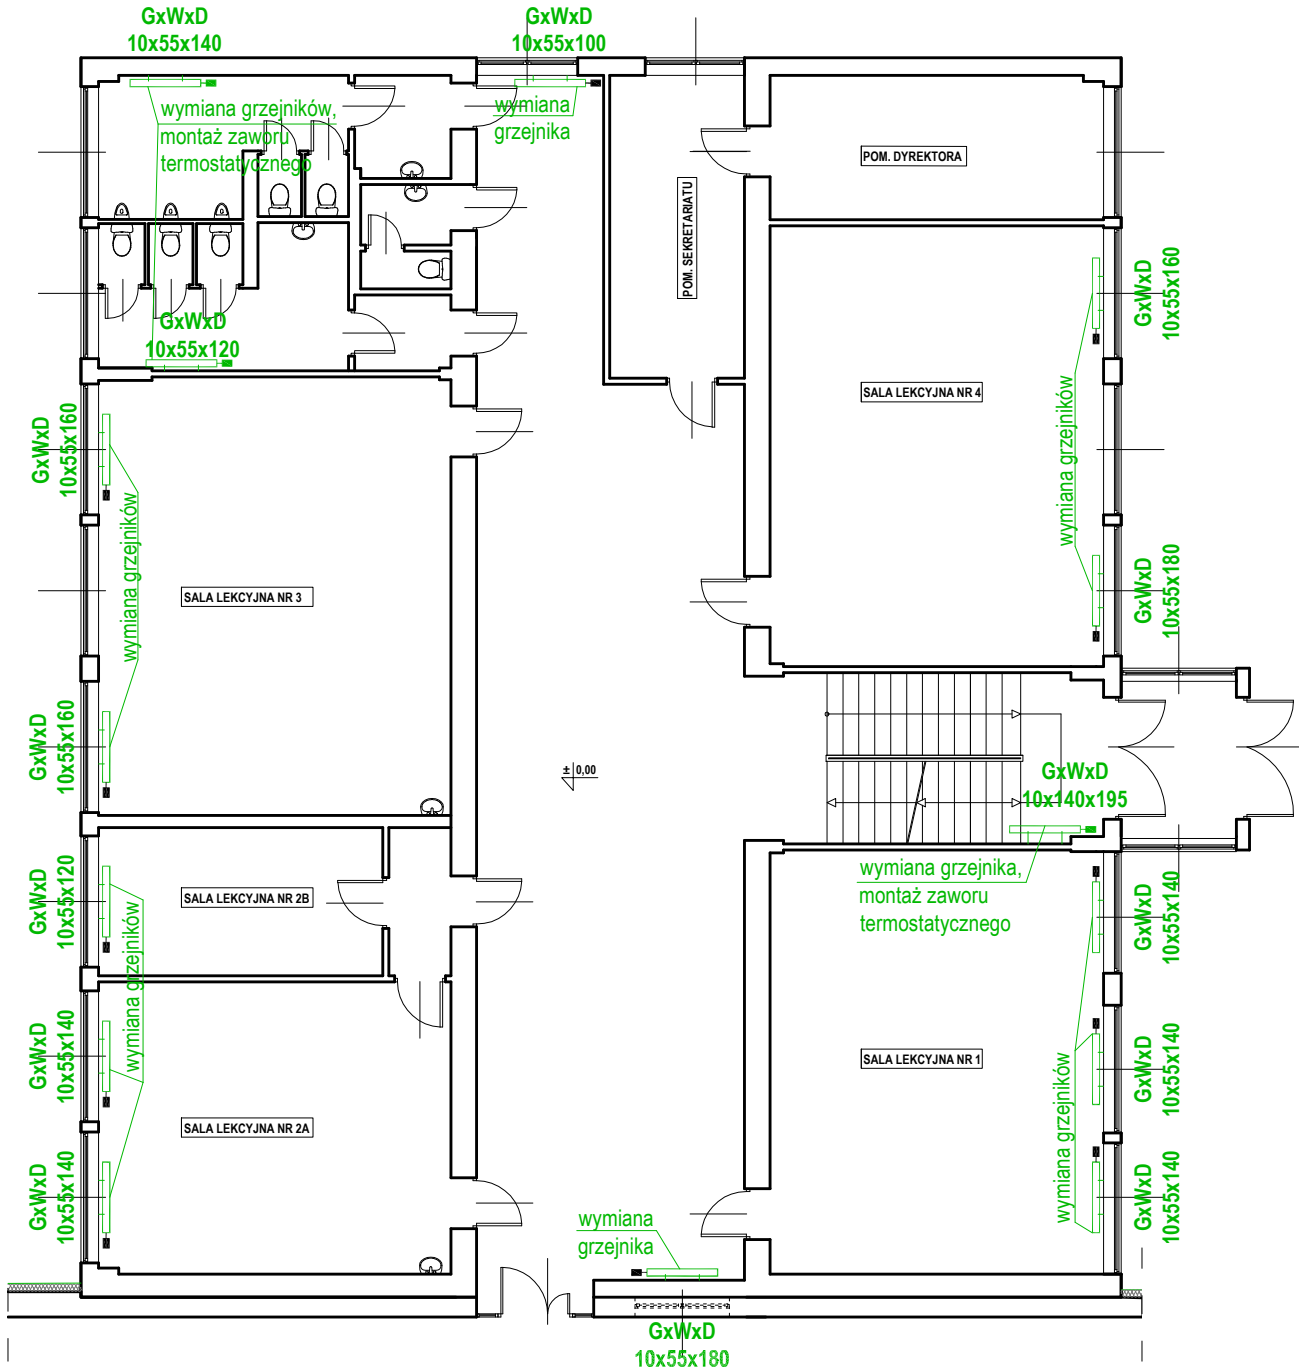 GxWxD
10x55x140
GxWxD
10x55x100
wymiana grzejników,
montaż zaworu
termostatycznego
wymiana
grzejnika
POM. DYREKTORA
POM. SEKRETARIATU
GxWxD
10x55x160
GxWxD
10x55x120
SALA LEKCYJNA NR 4
wymiana grzejników
GxWxD
10x55x160
wymiana grzejników
SALA LEKCYJNA NR 3
GxWxD
10x55x180
GxWxD
10x55x160
± 0,00
GxWxD
10x140x195
wymiana grzejnika,
montaż zaworu
termostatycznego
GxWxD
10x55x120
SALA LEKCYJNA NR 2B
wymiana grzejników
GxWxD
10x55x140
GxWxD
10x55x140
SALA LEKCYJNA NR 1
wymiana grzejników
GxWxD
10x55x140
SALA LEKCYJNA NR 2A
GxWxD
10x55x140
GxWxD
10x55x140
wymiana
grzejnika
GxWxD
10x55x180